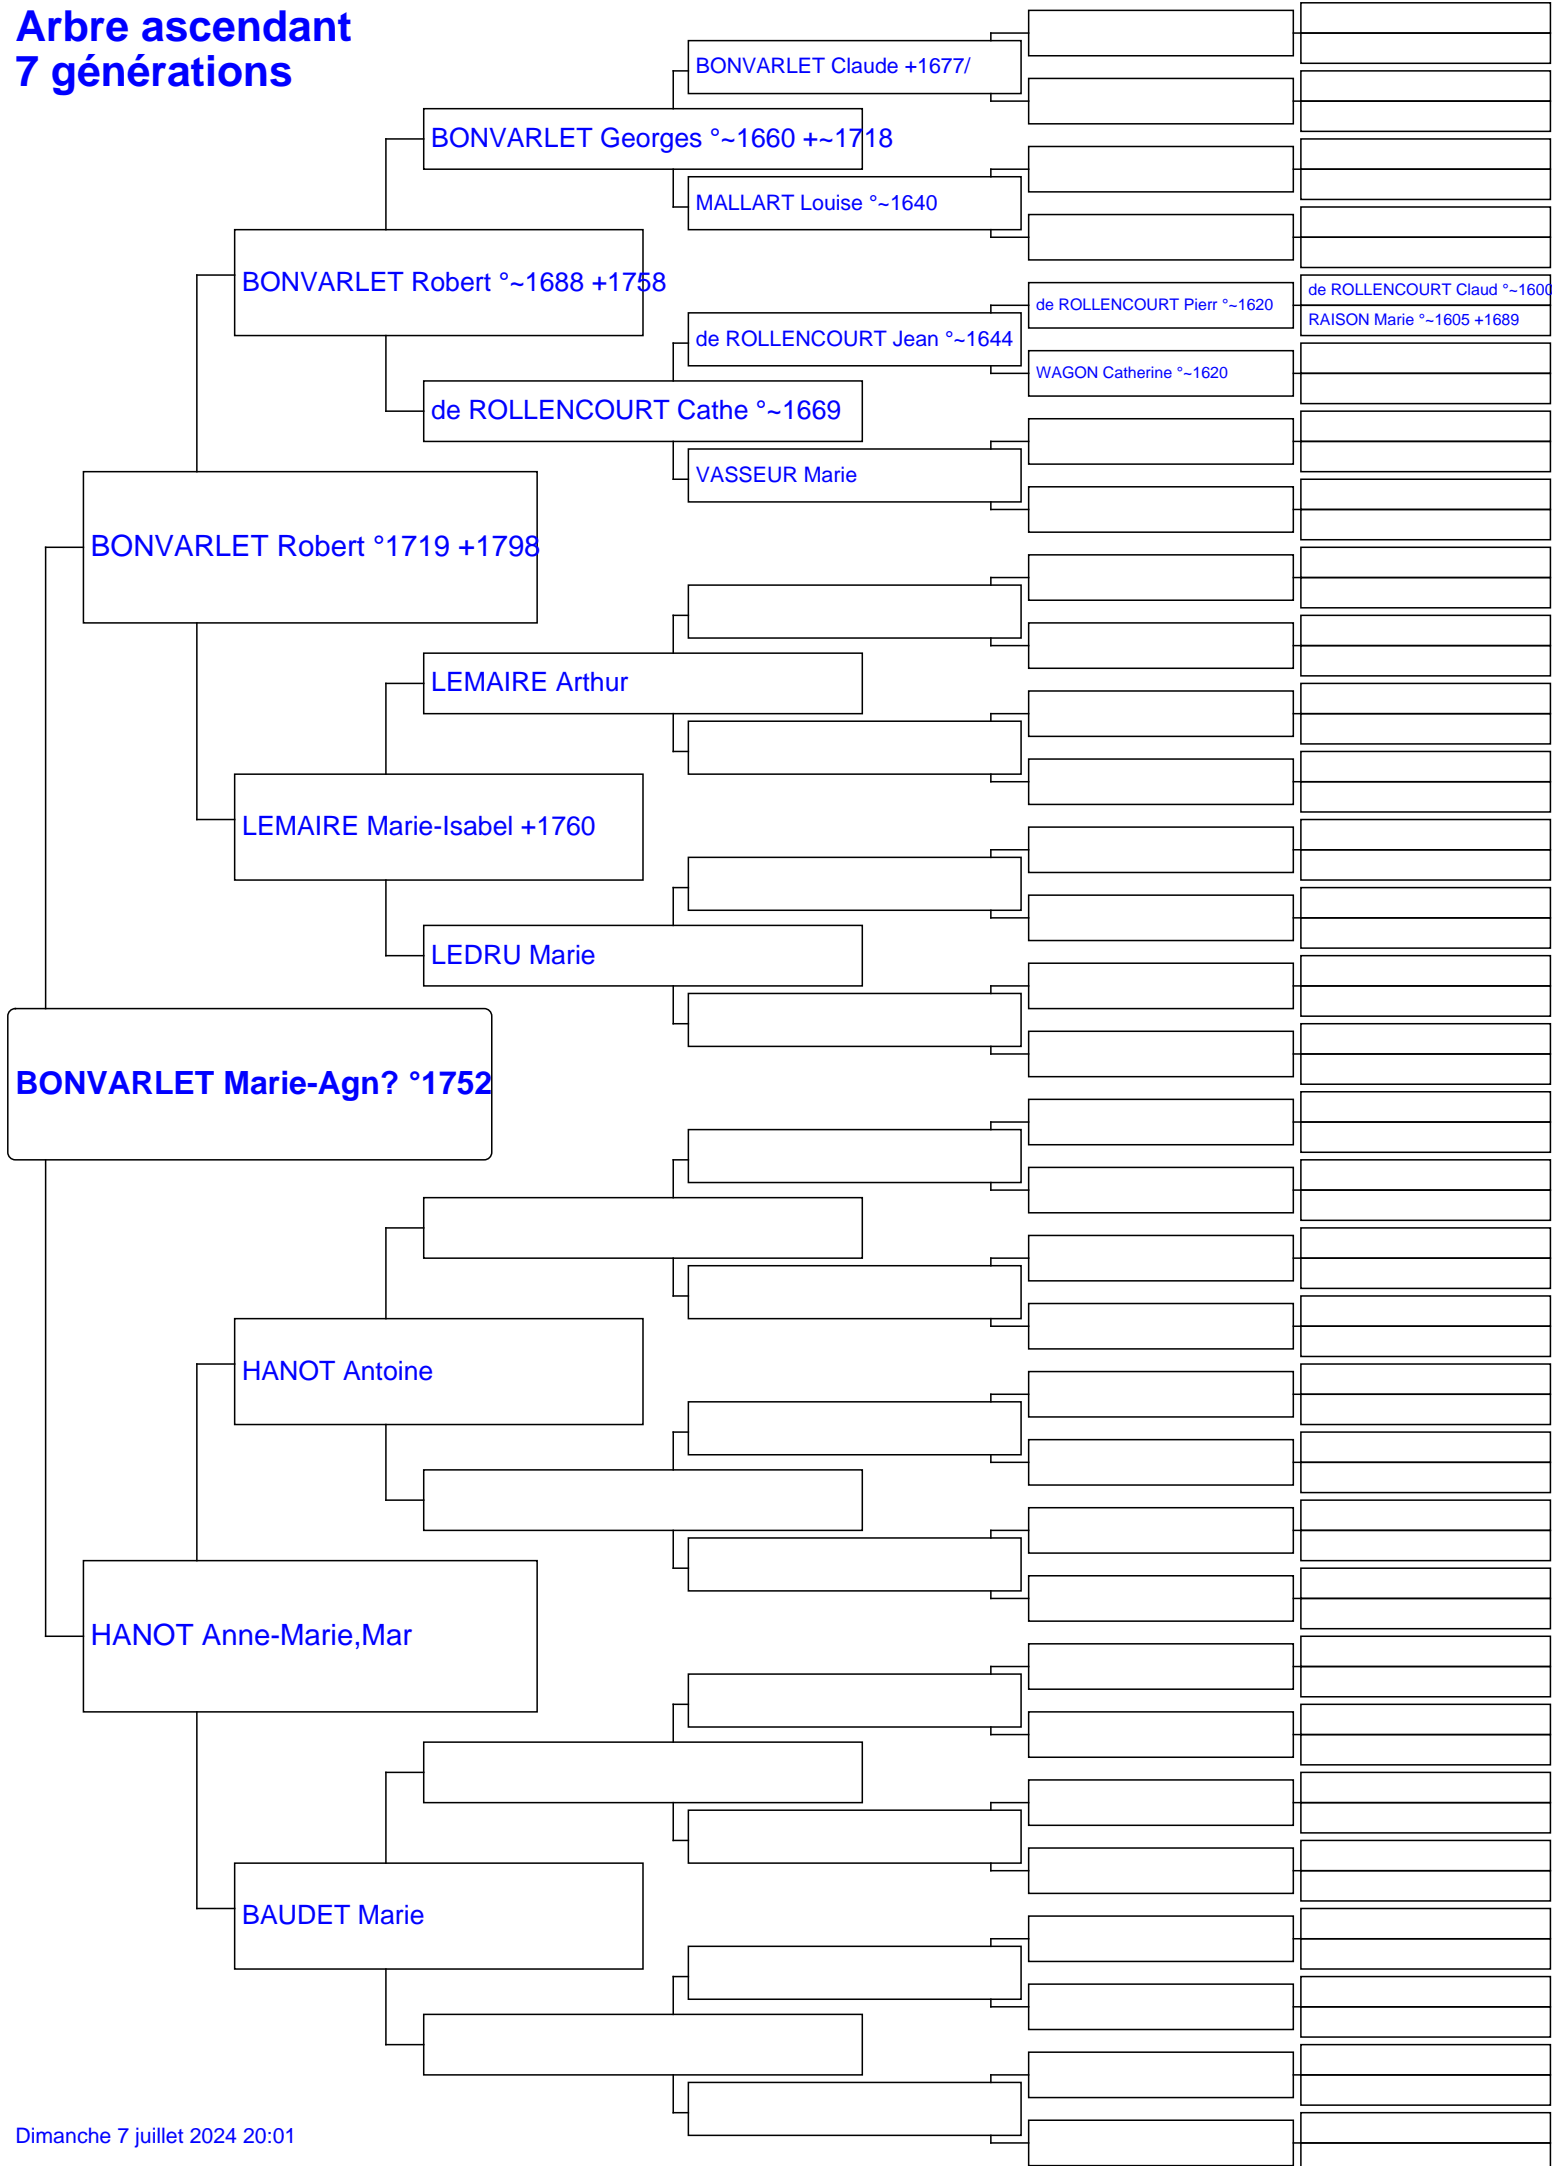 Arbre ascendant
7 générations
BONVARLET Claude +1677/
BONVARLET Georges °~1660 +~1718
MALLART Louise °~1640
BONVARLET Robert °~1688 +1758
de ROLLENCOURT Claud °~1600
de ROLLENCOURT Pierr °~1620
RAISON Marie °~1605 +1689
de ROLLENCOURT Jean °~1644
WAGON Catherine °~1620
de ROLLENCOURT Cathe °~1669
VASSEUR Marie
BONVARLET Robert °1719 +1798
LEMAIRE Arthur
LEMAIRE Marie-Isabel +1760
LEDRU Marie
BONVARLET Marie-Agn? °1752
HANOT Antoine
HANOT Anne-Marie,Mar
BAUDET Marie
Dimanche 7 juillet 2024 20:01